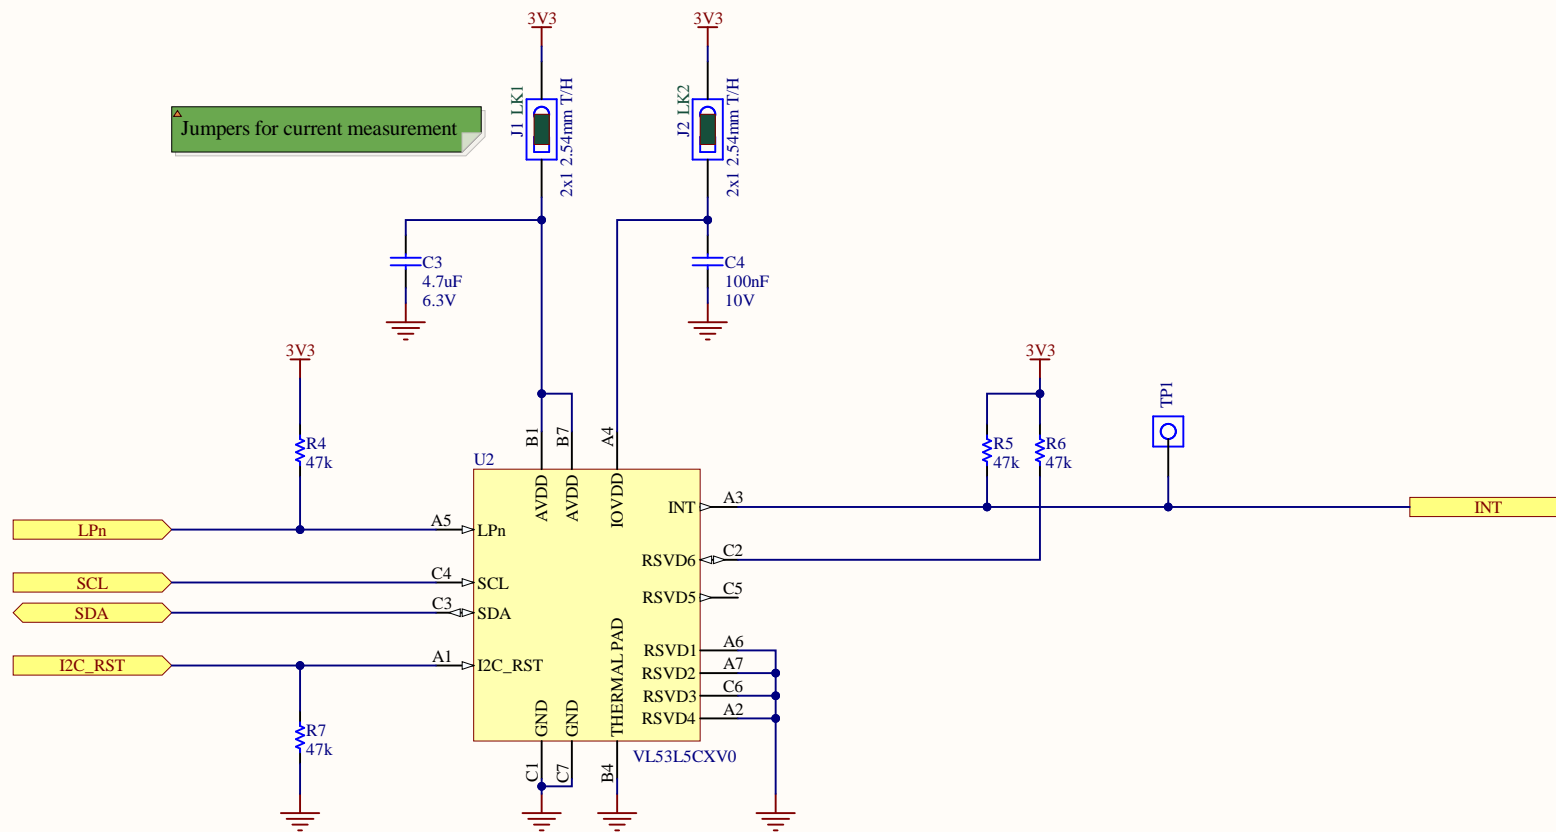 3V3
3V3
Jumpers for current measurement
J1 LK1
2x1 2.54mm T/H
J2 LK2
2x1 2.54mm T/H
C3
4.7uF
6.3V
C4
100nF
10V
3V3
3V3
TP1
R4
47k
R5
47k
R6
47k
U2
B1
B7
A4
AVDD
AVDD
IOVDD
LPn
A5
LPn
SCL
C4
SCL
SDA
C3
SDA
I2C_RST
A1
I2C_RST
INT
A3
INT
RSVD6
C2
RSVD5
C5
RSVD1
A6
RSVD2
A7
RSVD3
C6
RSVD4
A2
GND
GND
THERMAL PAD
C1
C7
B4
VL53L5CXV0
R7
47k